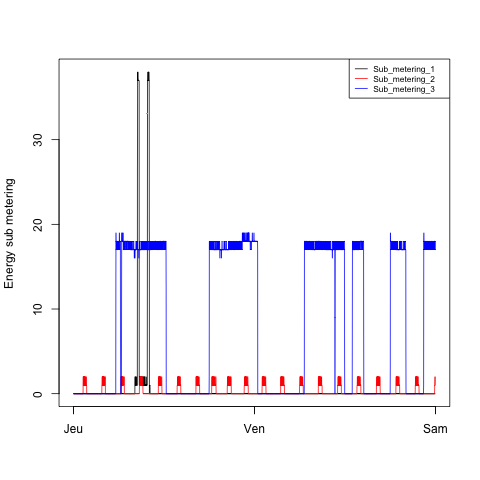 Sub_metering_1
Sub_metering_2
Sub_metering_3
Energy sub metering
30
20
10
0
Jeu Ven Sam